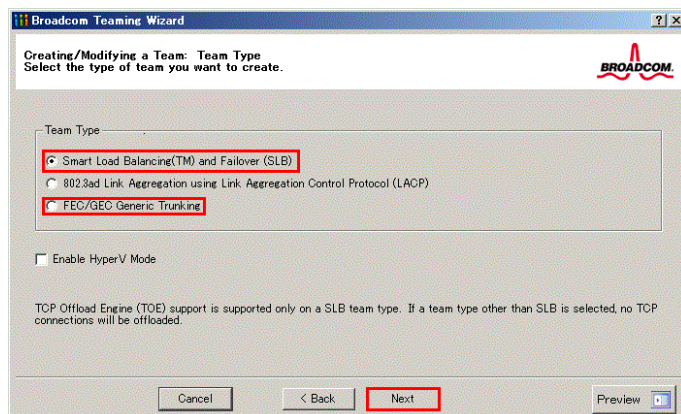 Broadcom Teaming Wizard
Creating/Modifying a Team: Team Type
Select the type of team you want to create.
BROADCOM.
Team Type
Smart Load Balancing(TM) and Failover (SLB)
802.3ad Link Aggregation using Link Aggregation Control Protocol (LACP)
FEC/GEC Generic Trunking
Enable HyperV Mode
TCP Offload Engine (TOE) support is supported only on a SLB team type. If a team type other than SLB is selected, no TCP
connections will be offloaded.
Cancel
< Back
Next
Preview